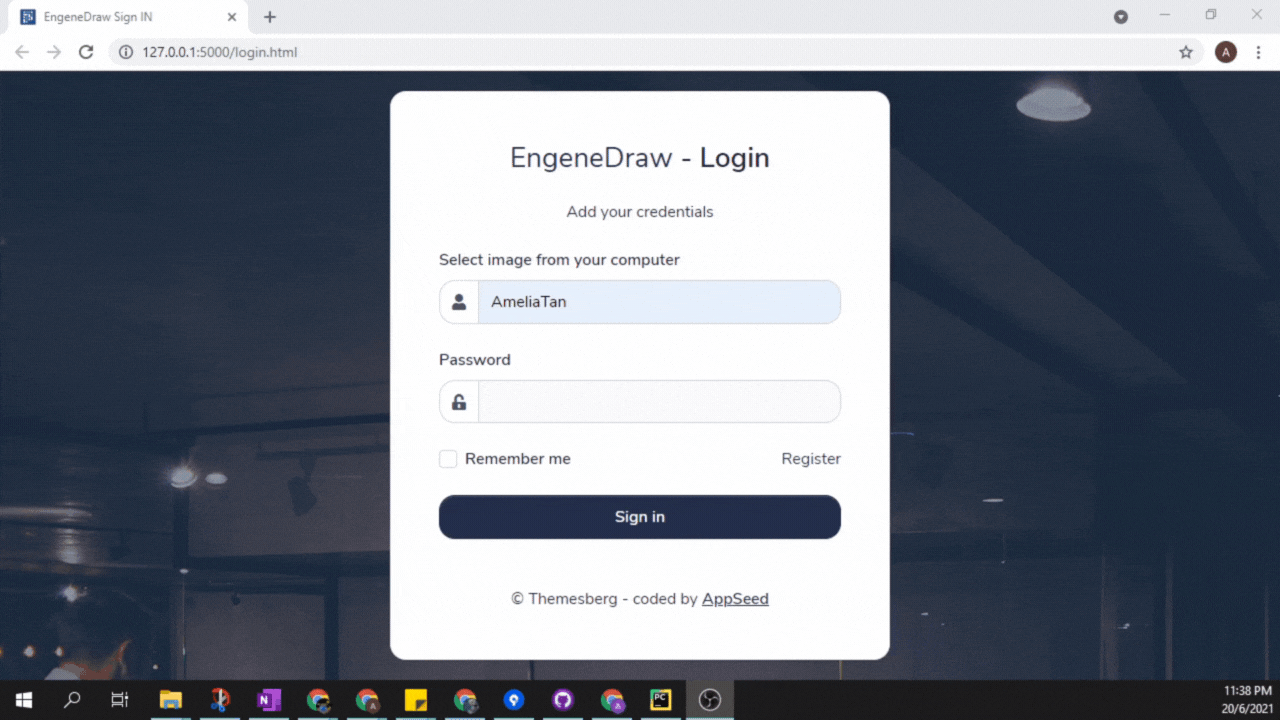 EngeneDraw Sign IN
127.0.0.1:5000/login.html
A
EngeneDraw - Login
Add your credentials
Select image from your computer
AmeliaTan
Password
Remember me
Register
Sign in
© Themesberg - coded by AppSeed
N
A
A
PC
11:38 PM
20/6/2021